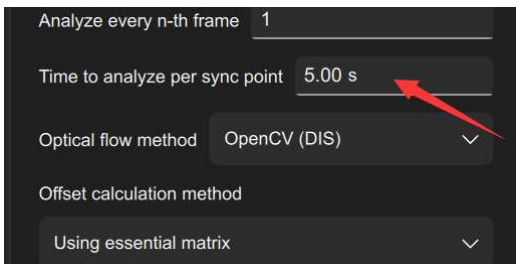 Analyze every n-th frame 1
Time to analyze per sync point 5.00 s
Optical flow method OpenCV (DIS)
Offset calculation method
Using essential matrix